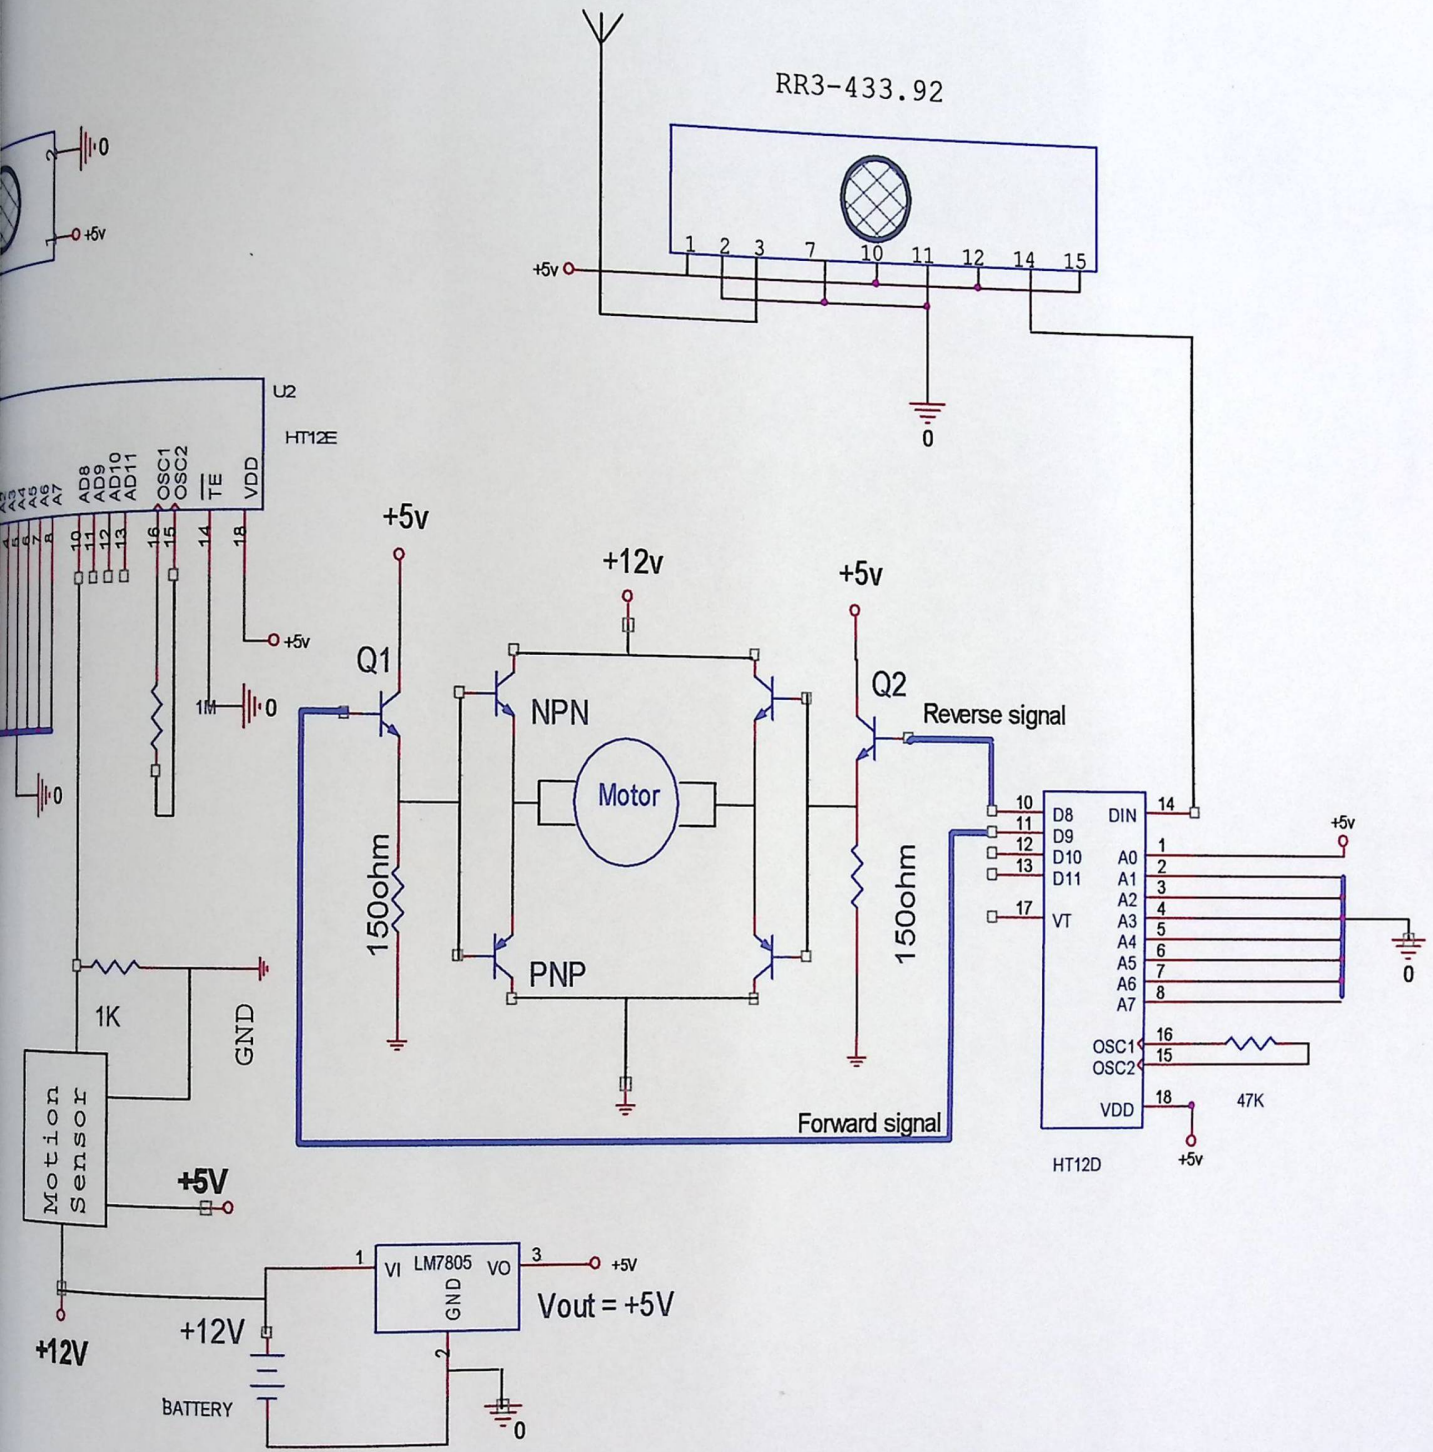 RR3-433.92
2
0
1
+5v
1 2 3 7 10 11 12 14 15
+5v
0
U2
HT12E
A3
A4
A5
A6
A7
AD8
AD9
AD10
AD11
OSC1
OSC2
TE
VDD
4 5 6 7 8 10 11 12 13 16 15 14 18
+5v
1M
0
0
+5v
+12v
+5v
Q1
NPN
Q2
Reverse signal
Motor
150ohm
150ohm
PNP
10 D8 DIN 14
11 D9
12 D10 A0 1
13 D11 A1 2
A2 3
17 VT A3 4
A4 5
A5 6
A6 7
A7 8
OSC1 16
OSC2 15
VDD 18
+5v
0
47K
+5v
HT12D
Forward signal
1K
GND
Motion
Sensor
+5V
+12V
1 VI LM7805 VO 3
GND
2
+5V
Vout = +5V
+12V
BATTERY
0